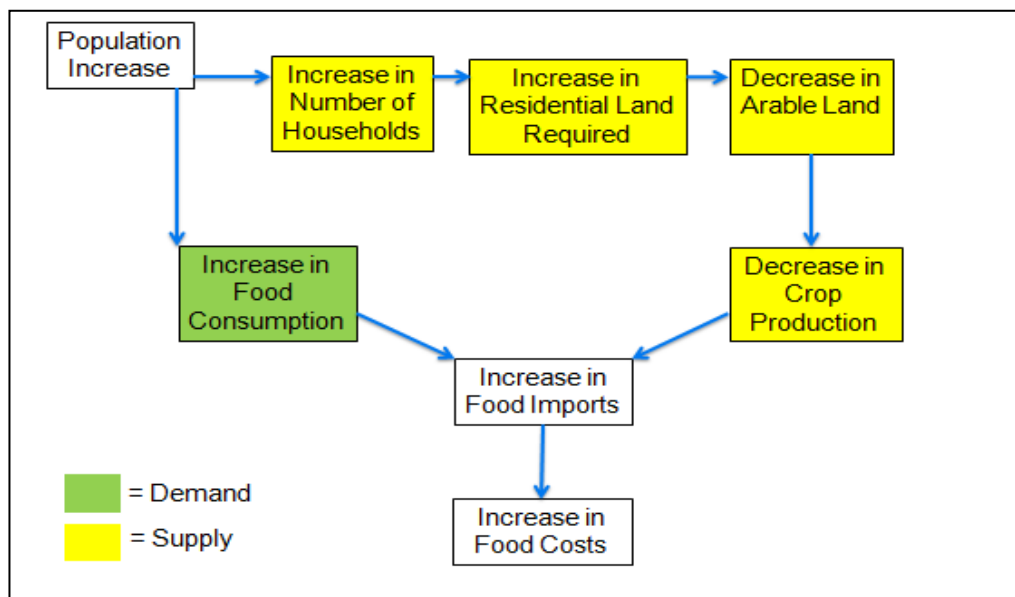 Population
Increase
Increase in
Number of
Households
Increase in
Residential Land
Required
Decrease in
Arable Land
Increase in
Food
Consumption
Decrease in
Crop
Production
Increase in
Food Imports
= Demand
= Supply
Increase in
Food Costs